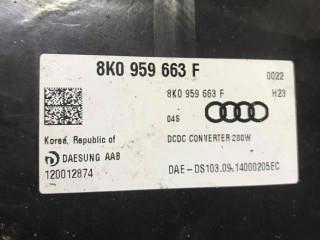 8K0 959 663 F
0022
8K0 959 663 F H23
04S
Korea, Republic of
DCDC CONVERTER 200W
DAESUNG AAB
120012874
DAE-DS103.09.14000205EC